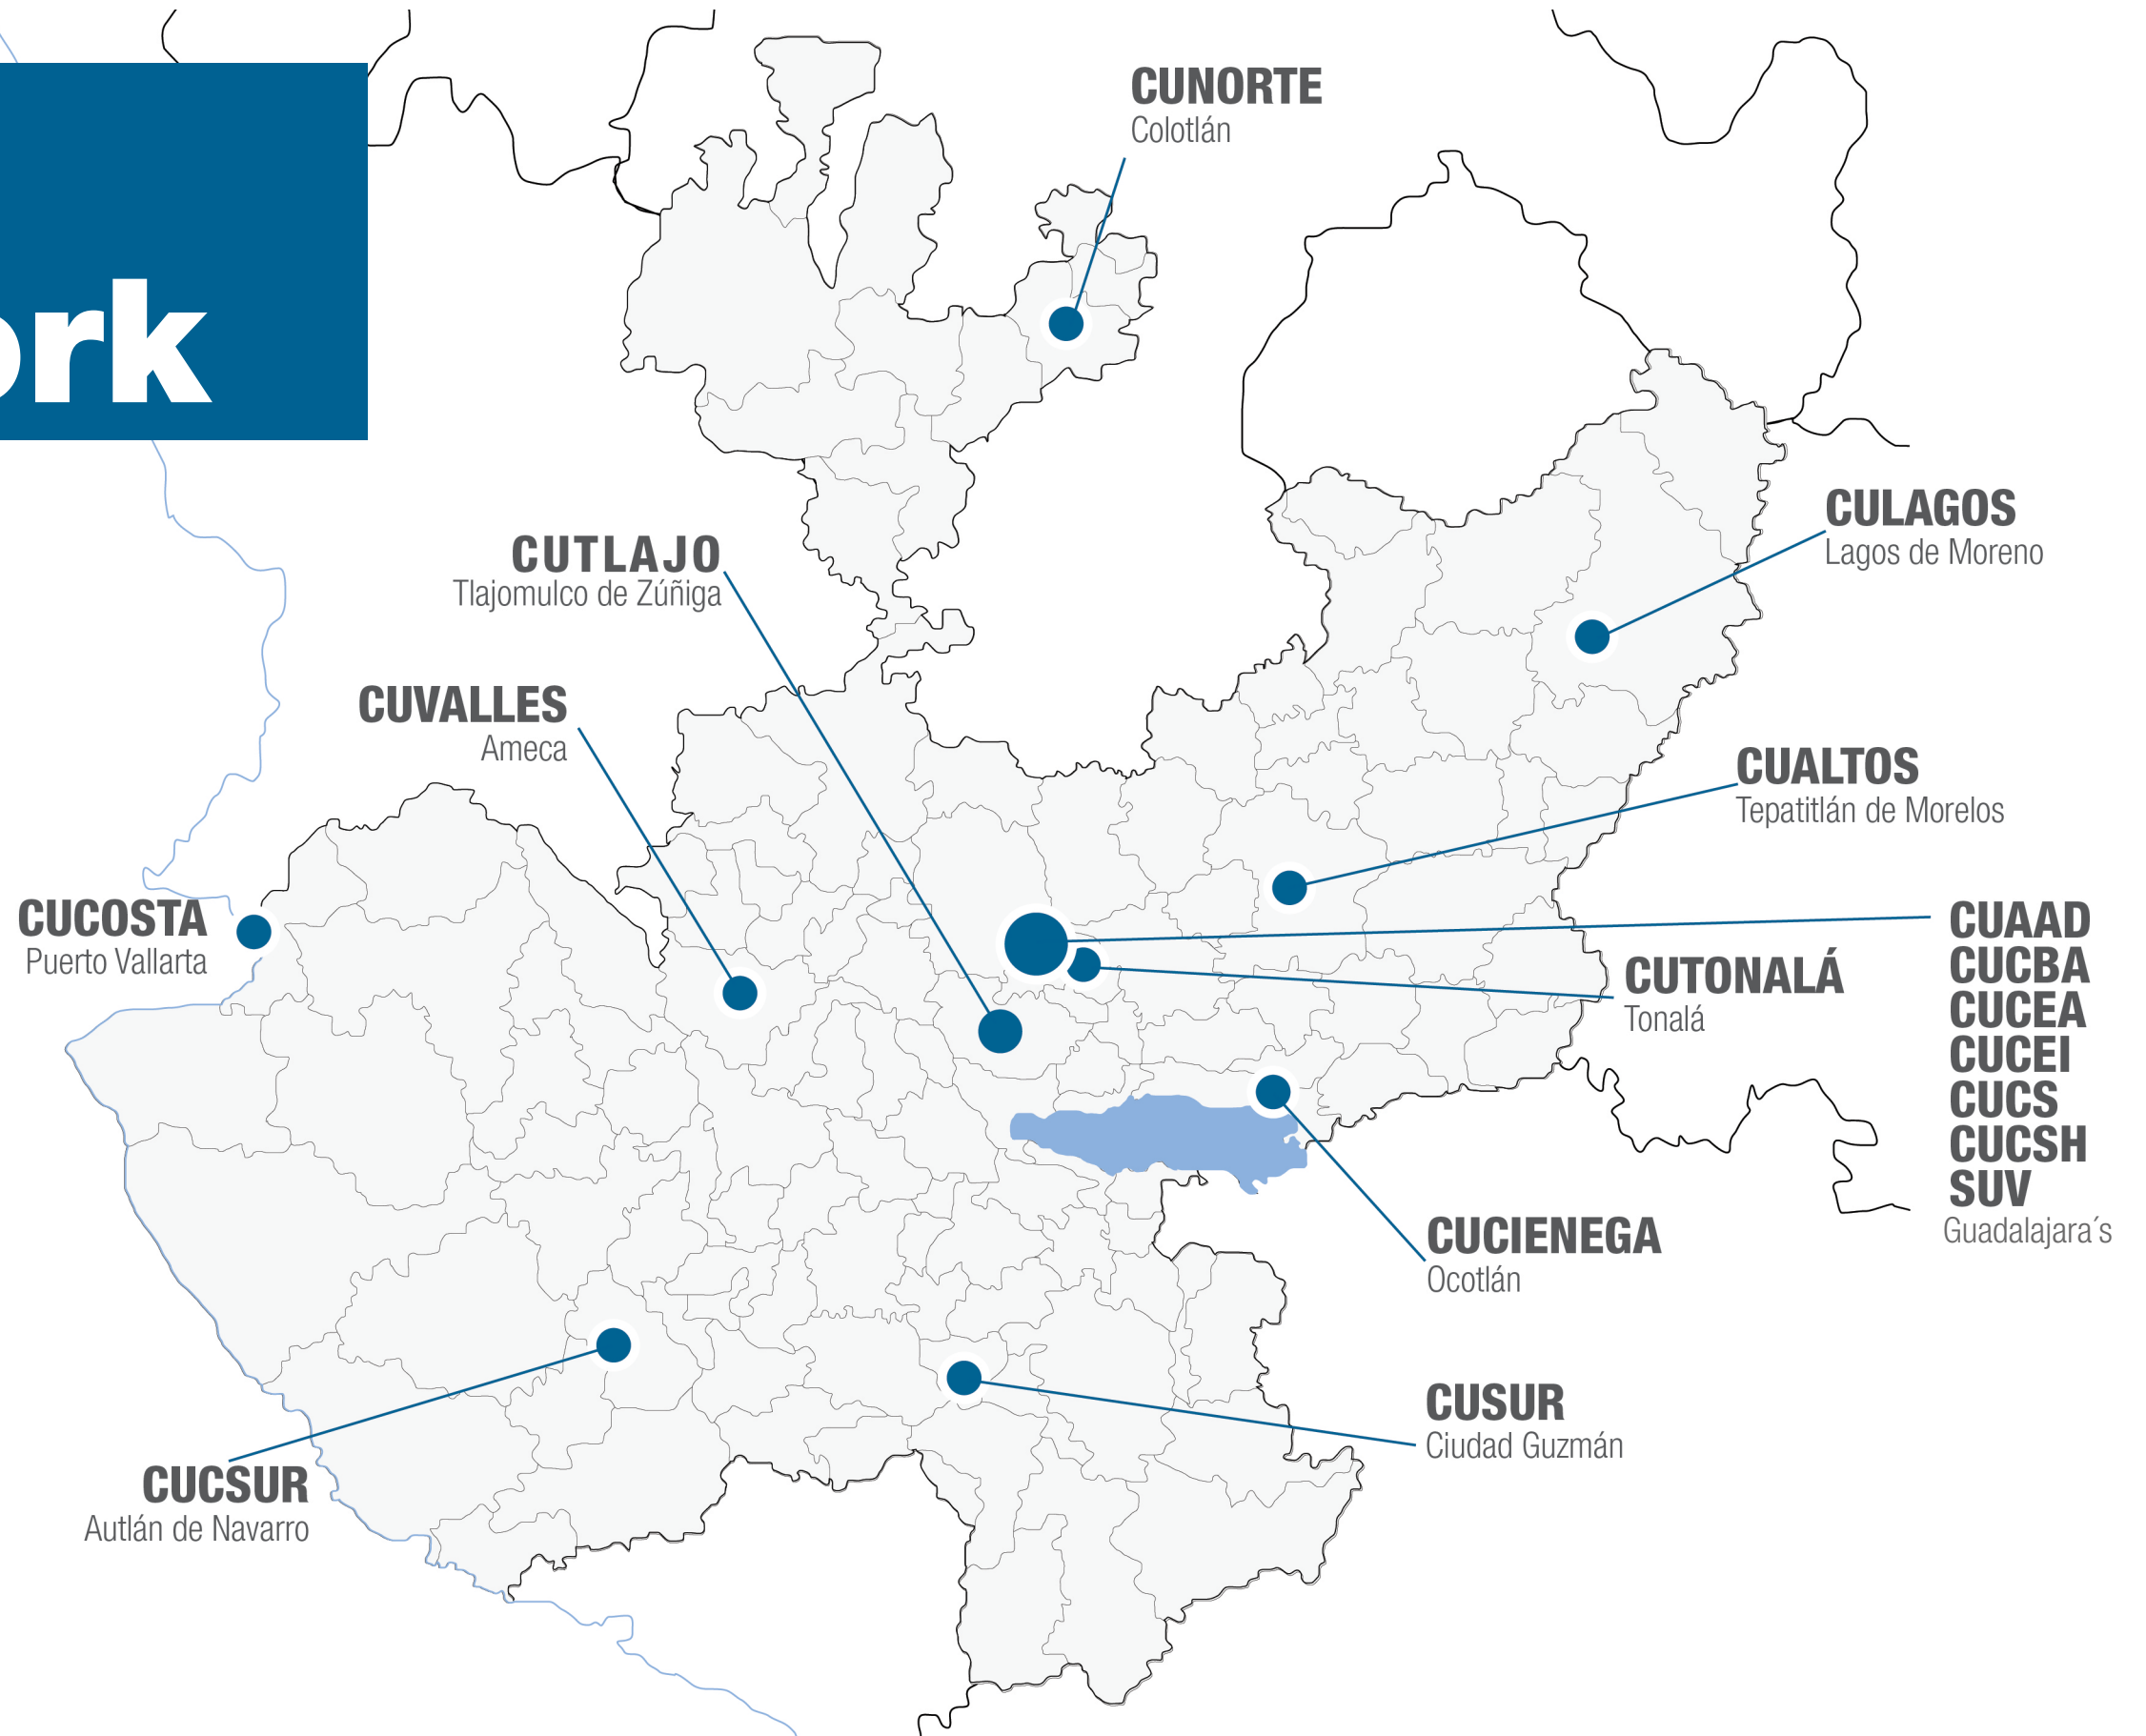 ork
CUNORTE
Colotlán
CULAGOS
Lagos de Moreno
CUTLAJO
Tlajomulco de Zúñiga
CUVALLES
Ameca
CUALTOS
Tepatitlán de Morelos
CUCOSTA
Puerto Vallarta
CUAAD
CUCBA
CUCEA
CUCEI
CUCS
CUCSH
SUV
Guadalajara´s
CUTONALÁ
Tonalá
CUCIENEGA
Ocotlán
CUSUR
Ciudad Guzmán
CUCSUR
Autlán de Navarro